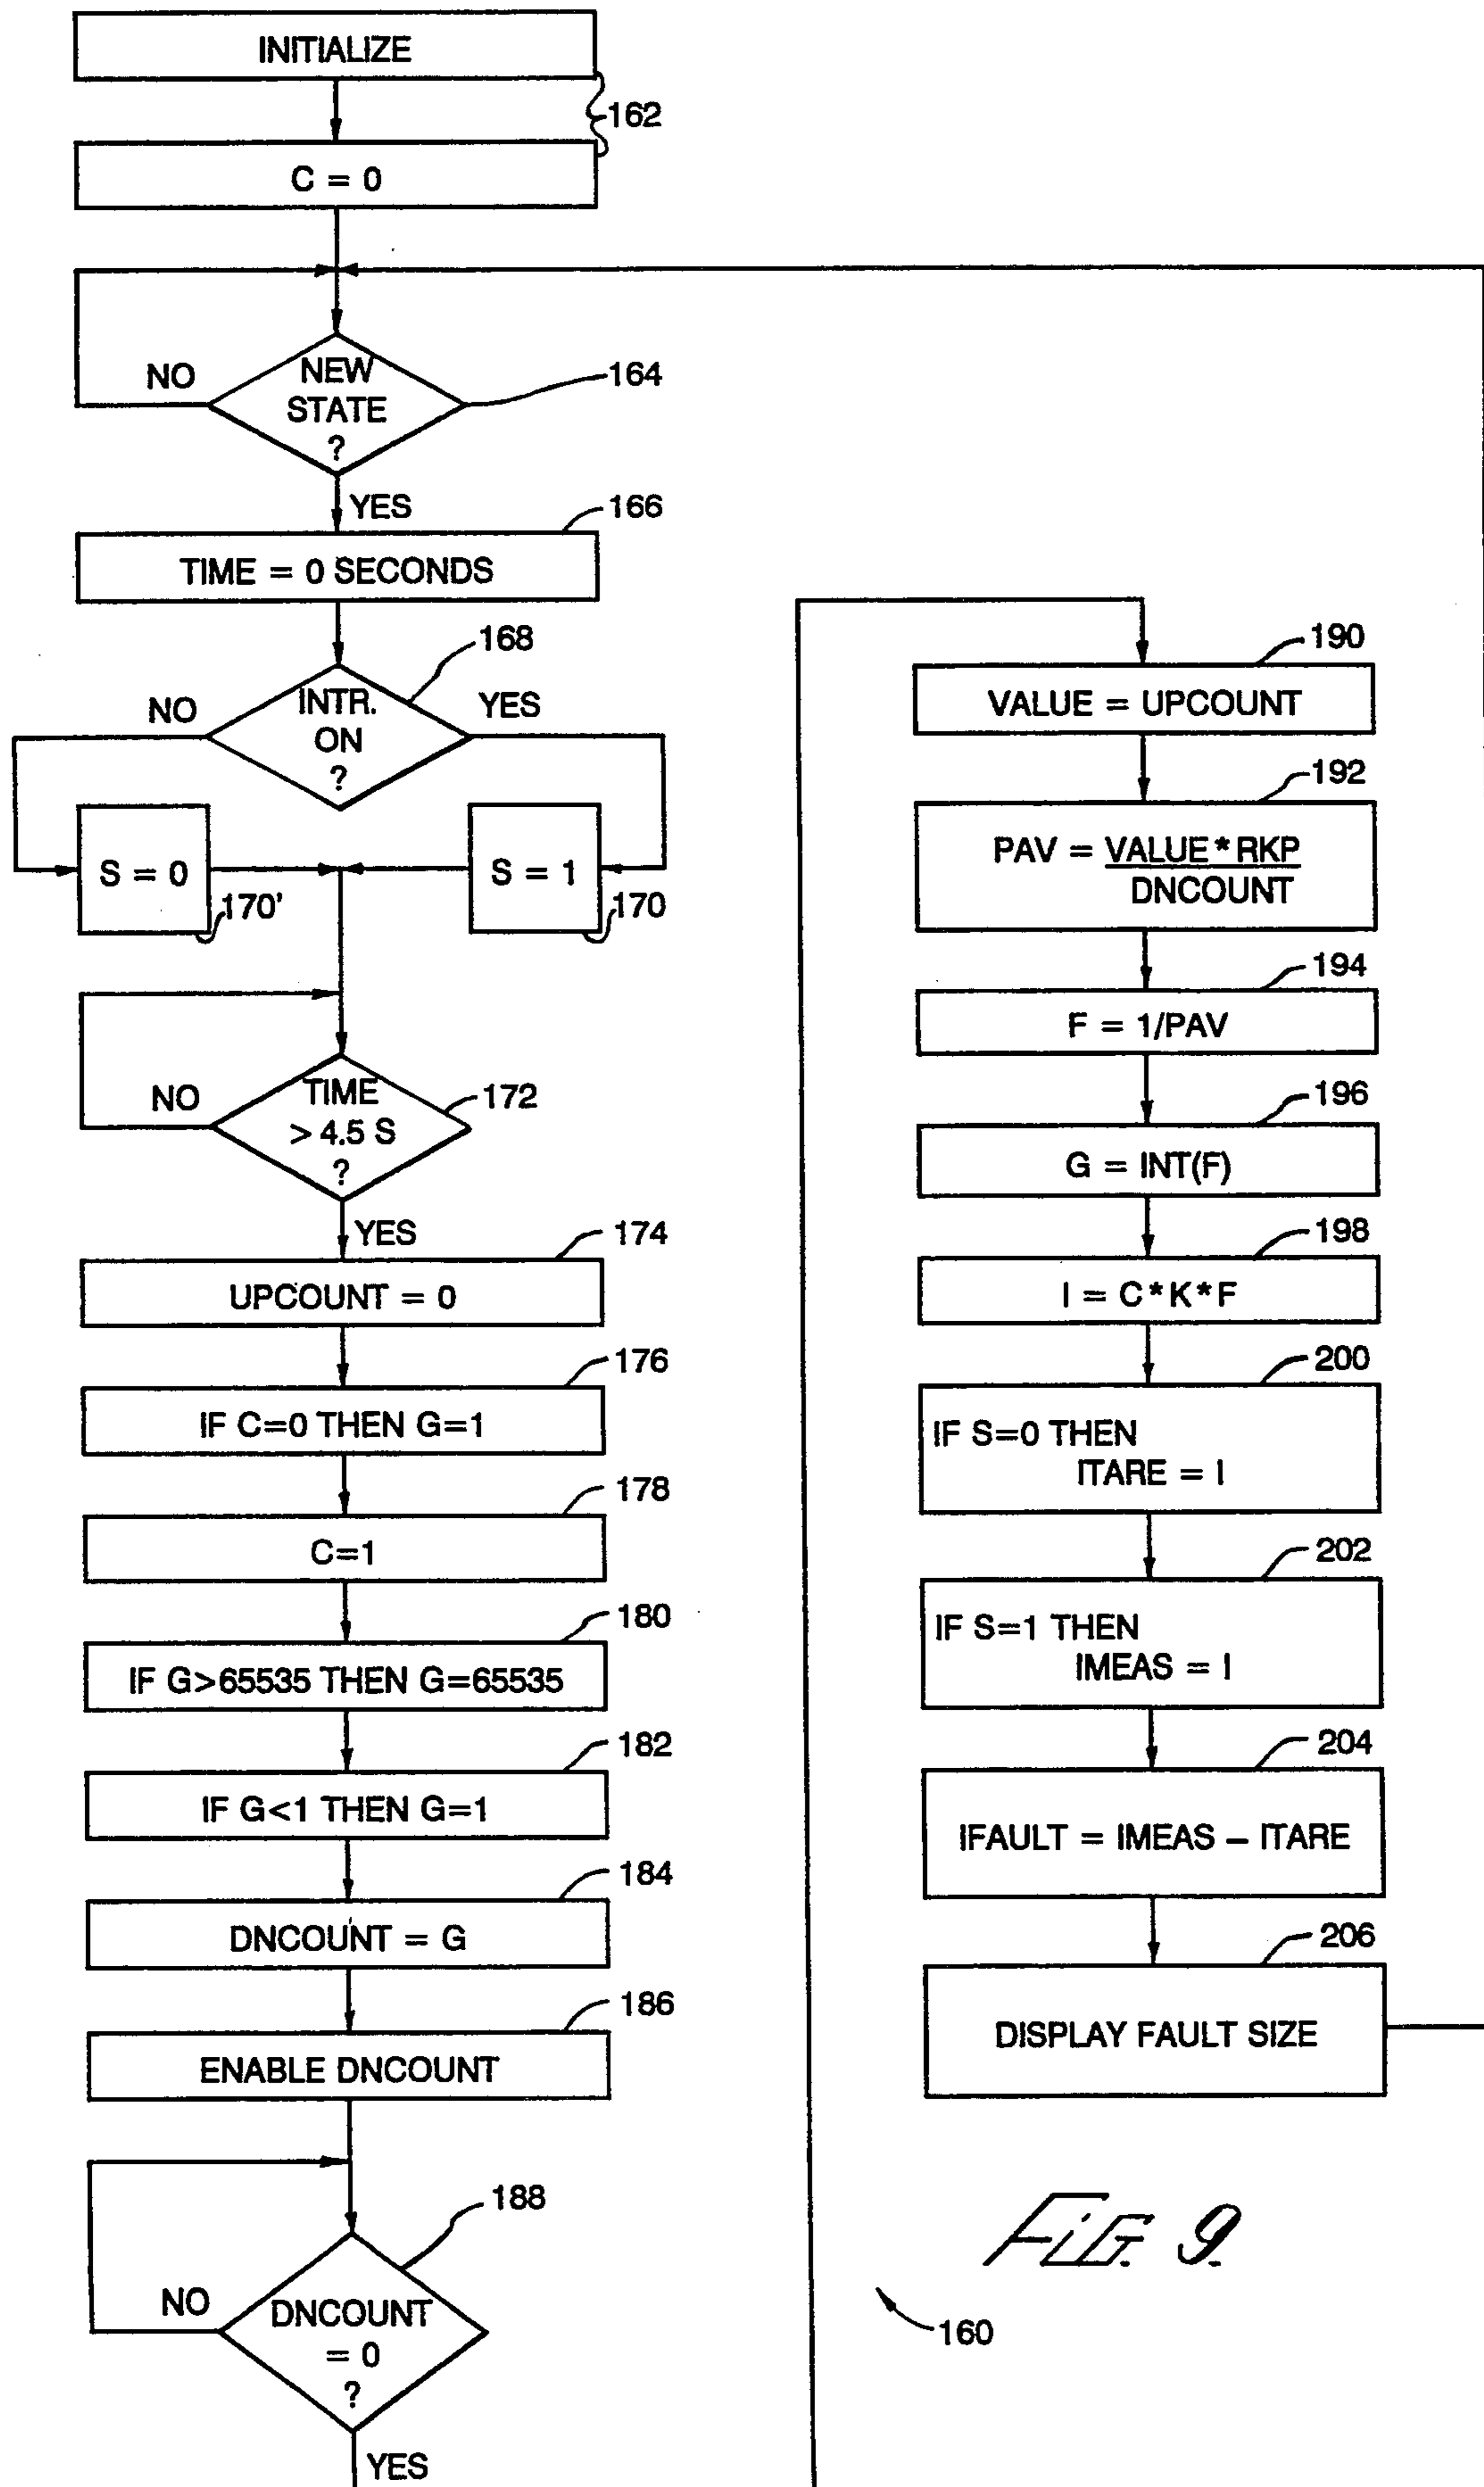 INITIALIZE
162
C = 0
NEW
STATE
?
NO
164
YES
166
TIME = 0 SECONDS
168
INTR.
ON
?
NO
YES
S = 0
170'
S = 1
170
TIME
> 4.5 S
?
NO
172
YES
174
UPCOUNT = 0
176
IF C=0 THEN G=1
178
C=1
180
IF G>65535 THEN G=65535
182
IF G<1 THEN G=1
184
DNCOUNT = G
186
ENABLE DNCOUNT
188
DNCOUNT
= 0
?
NO
YES
190
VALUE = UPCOUNT
192
PAV = VALUE * RKP
DNCOUNT
194
F = 1/PAV
196
G = INT(F)
198
I = C * K * F
200
IF S=0 THEN
ITARE = I
202
IF S=1 THEN
IMEAS = I
204
IFAULT = IMEAS – ITARE
206
DISPLAY FAULT SIZE
FIG. 9.
160